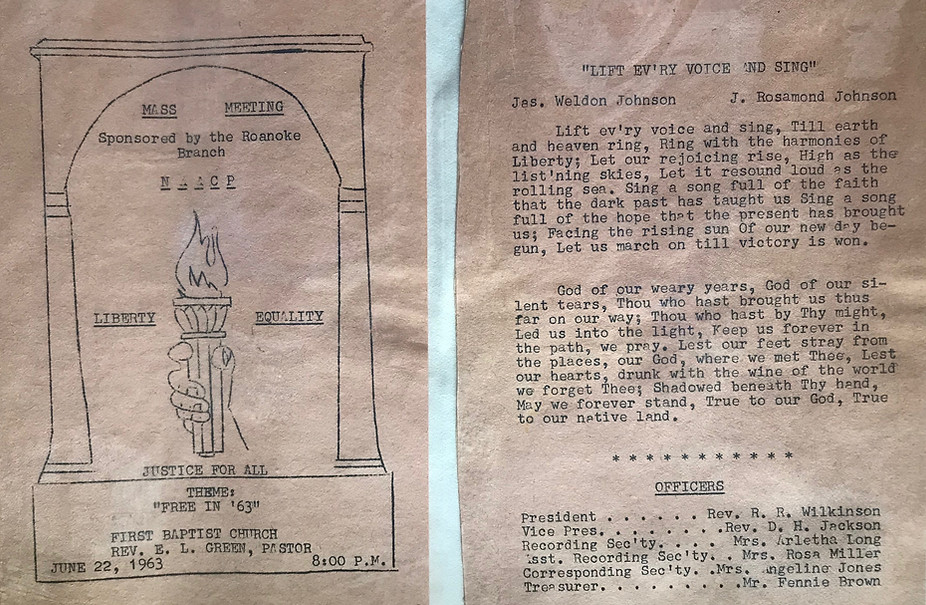 MASS MEETING
Sponsored by the Roanoke
Branch
N A A C P
LIBERTY EQUALITY
JUSTICE FOR ALL
THEME:
"FREE IN '63"
FIRST BAPTIST CHURCH
REV. E. L. GREEN, PASTOR
JUNE 22, 1963 8:00 P.M.
"LIFT EV'RY VOICE AND SING"
Jas. Weldon Johnson J. Rosamond Johnson
Lift ev'ry voice and sing, Till earth
and heaven ring, Ring with the harmonies of
Liberty; Let our rejoicing rise, High as the
list'ning skies, Let it resound loud as the
rolling sea. Sing a song full of the faith
that the dark past has taught us Sing a song
full of the hope that the present has brought
us; Facing the rising sun Of our new day be-
gun, Let us march on till victory is won.
God of our weary years, God of our si-
lent tears, Thou who hast brought us thus
far on our way; Thou who hast by Thy might,
Led us into the light, Keep us forever in
the path, we pray. Lest our feet stray from
the places, our God, where we met Thee, Lest
our hearts, drunk with the wine of the world
we forget Thee; Shadowed beneath Thy hand,
May we forever stand, True to our God, True
to our native land.
* * * * * * * * * * *
OFFICERS
President . . . . . . Rev. R. R. Wilkinson
Vice Pres. . . . . . . .Rev. D. H. Jackson
Recording Sec'ty. . . . Mrs. Arletha Long
Asst. Recording Sec'ty. . Mrs. Rosa Miller
Corresponding Sec'ty. .Mrs. Angeline Jones
Treasurer. . . . . . . . .Mr. Fennie Brown